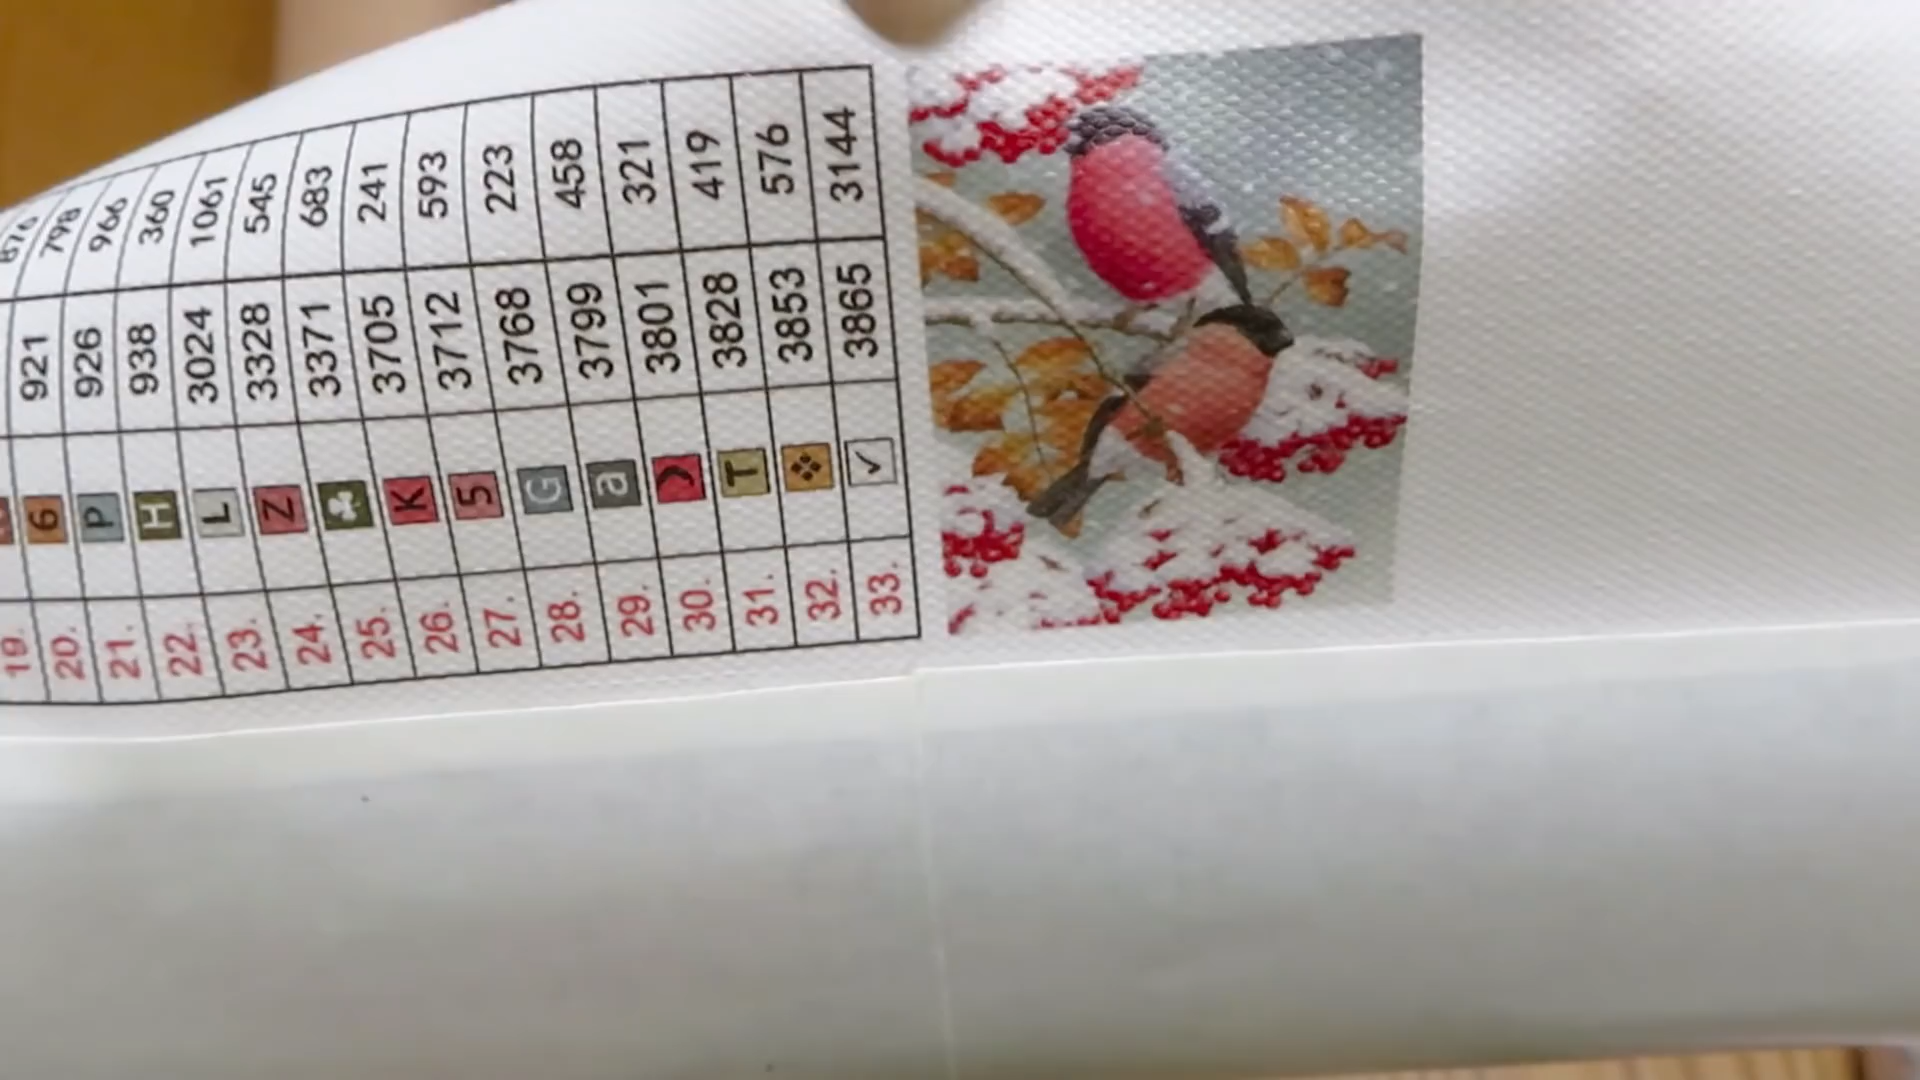 19.
20. 6 921 798
21. P 926 966
22. H 938 360
23. L 3024 1061
24. Z 3328 545
25. ♣ 3371 683
26. K 3705 241
27. 5 3712 593
28. G 3768 223
29. a 3799 458
30. ) 3801 321
31. T 3828 419
32. ❖ 3853 576
33. ✓ 3865 3144